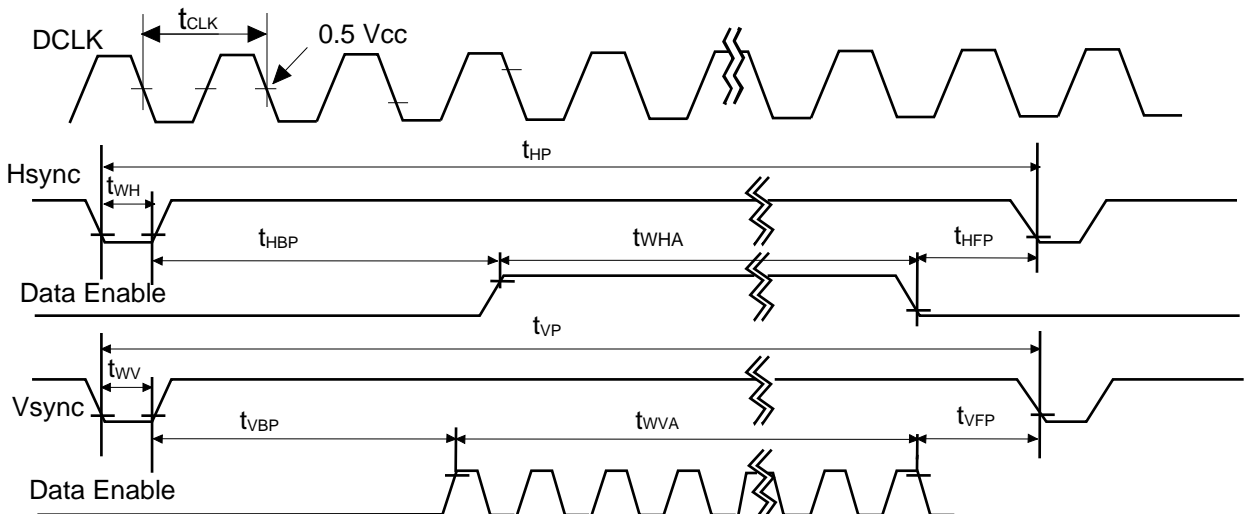 tCLK
DCLK
0.5 Vcc
tHP
Hsync
tWH
tHBP
tWHA
tHFP
Data Enable
tVP
tWV
Vsync
tVBP
tWVA
tVFP
Data Enable